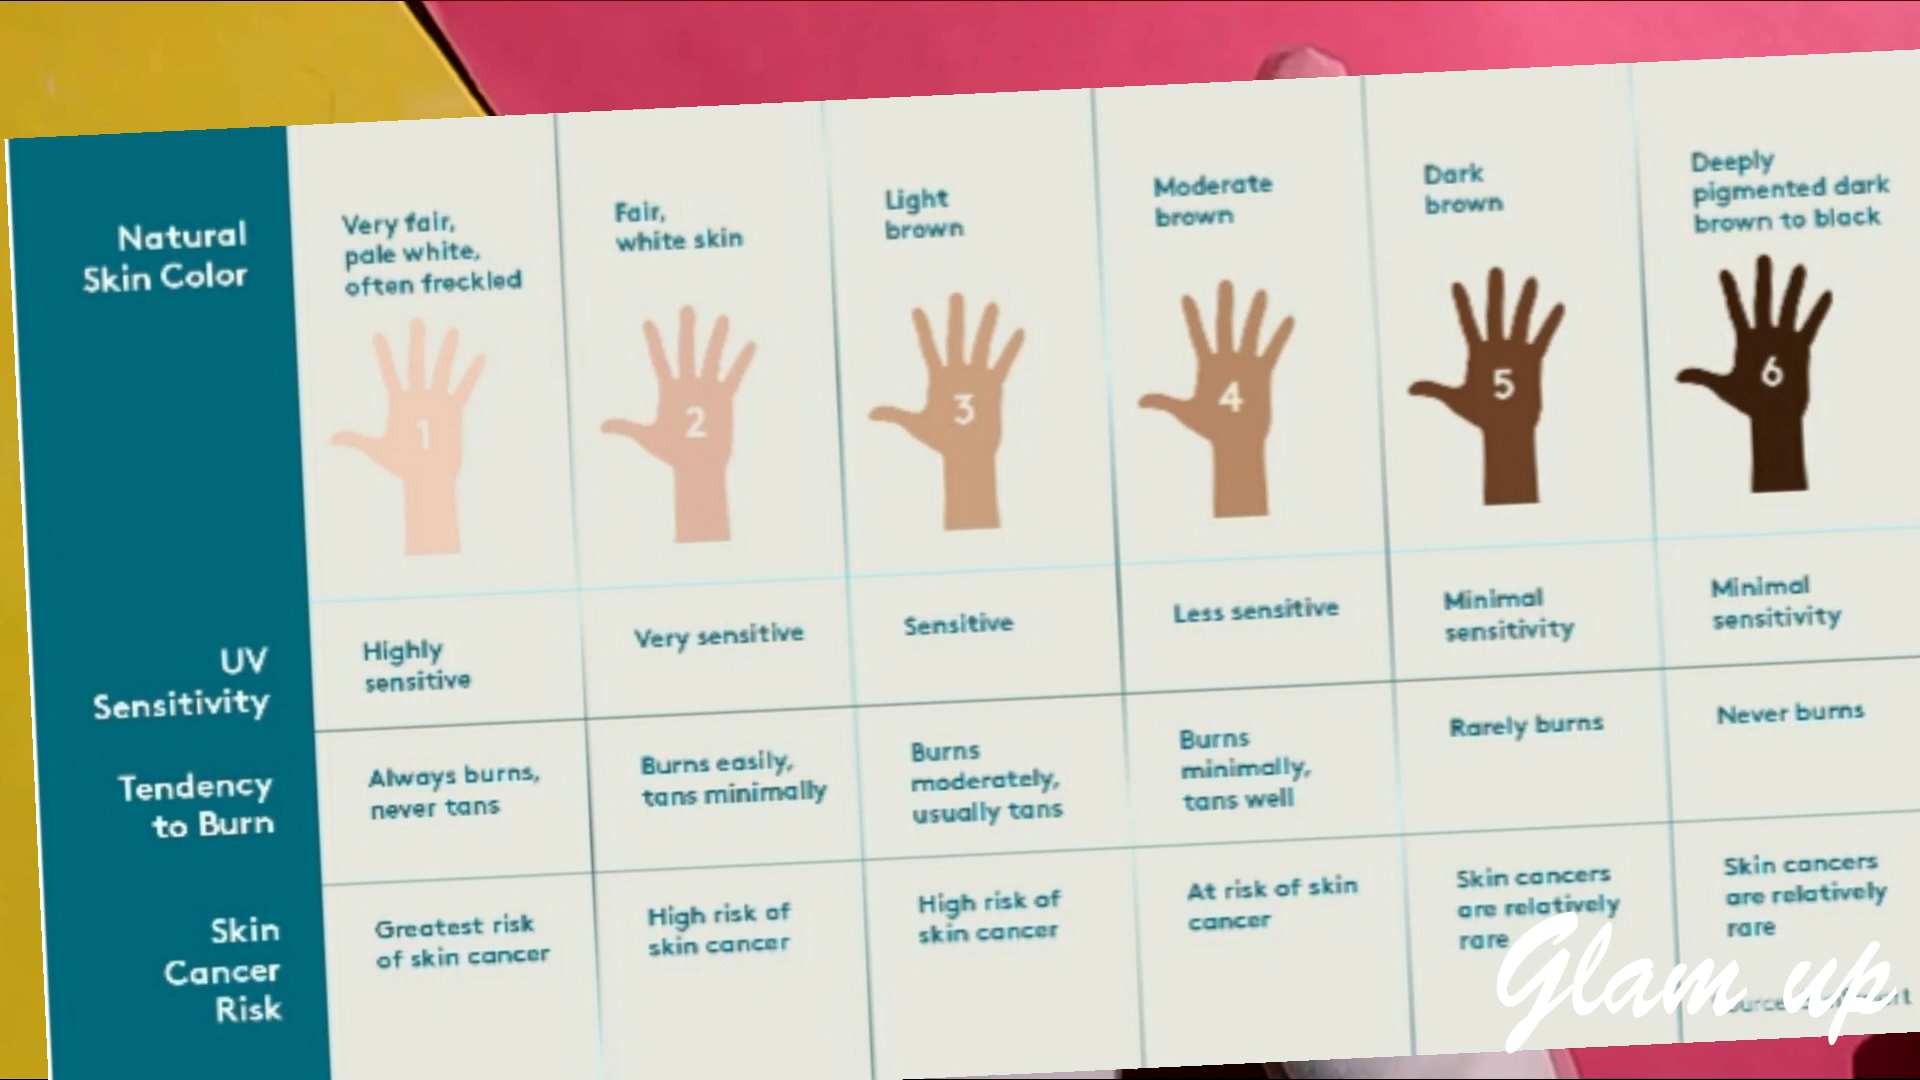 Natural
Skin Color
Very fair,
pale white,
often freckled
Fair,
white skin
Light
brown
Moderate
brown
Dark
brown
Deeply
pigmented dark
brown to black
1
2
3
4
5
6
UV
Sensitivity
Highly
sensitive
Very sensitive
Sensitive
Less sensitive
Minimal
sensitivity
Minimal
sensitivity
Tendency
to Burn
Always burns,
never tans
Burns easily,
tans minimally
Burns
moderately,
usually tans
Burns
minimally,
tans well
Rarely burns
Never burns
Skin
Cancer
Risk
Greatest risk
of skin cancer
High risk of
skin cancer
High risk of
skin cancer
At risk of skin
cancer
Skin cancers
are relatively
rare
Skin cancers
are relatively
rare
Glam up